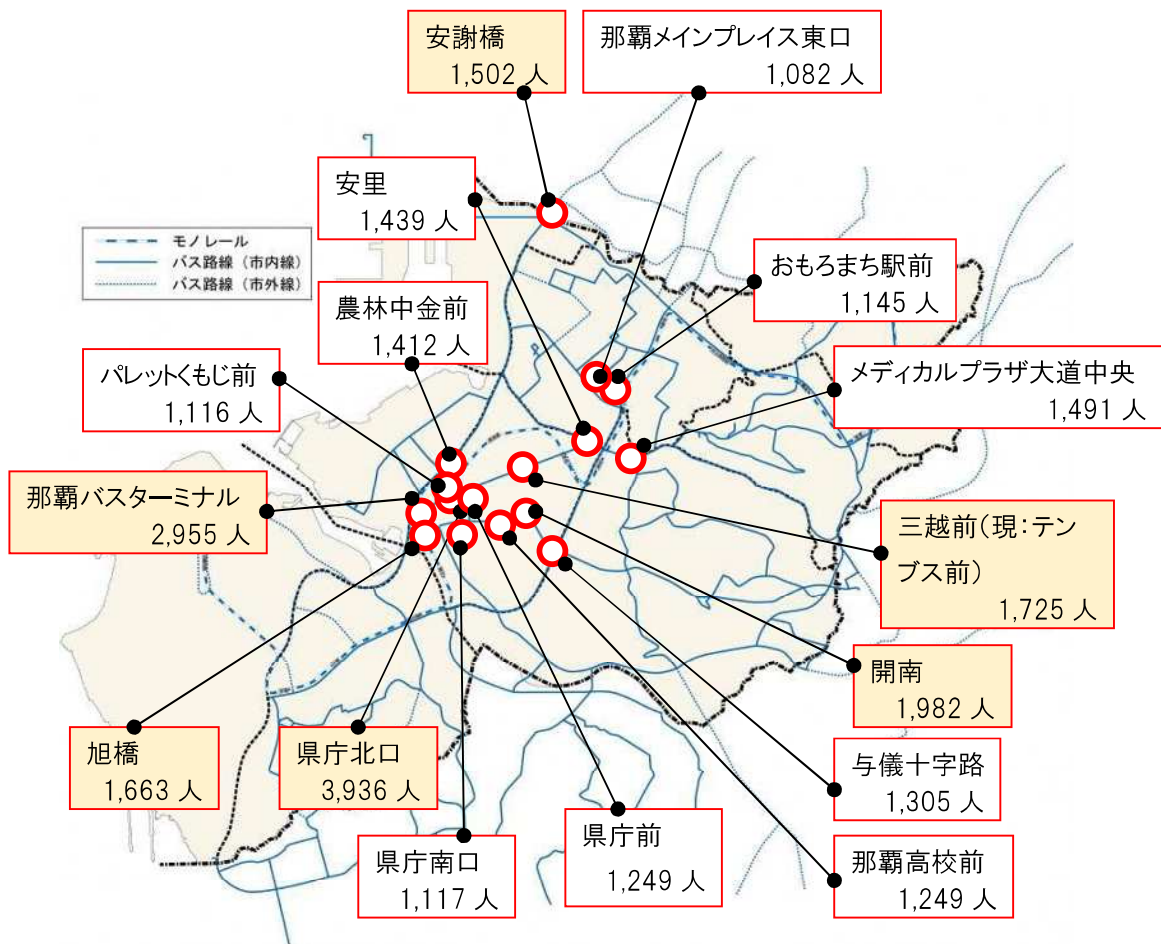 安謝橋
1,502 人
那覇メインプレイス東口
1,082 人
安里
1,439 人
モノレール
バス路線（市内線）
バス路線（市外線）
おもろまち駅前
1,145 人
農林中金前
1,412 人
メディカルプラザ大道中央
1,491 人
パレットくもじ前
1,116 人
那覇バスターミナル
2,955 人
三越前（現：テン
ブス前）
1,725 人
開南
1,982 人
旭橋
1,663 人
県庁北口
3,936 人
与儀十字路
1,305 人
県庁南口
1,117 人
県庁前
1,249 人
那覇高校前
1,249 人